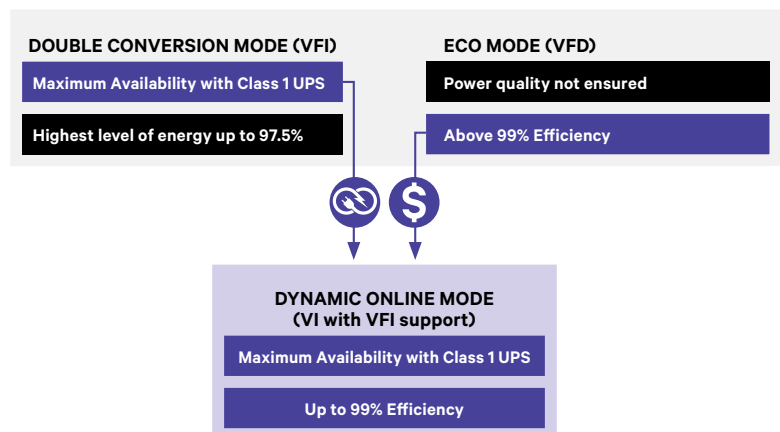 DOUBLE CONVERSION MODE (VFI)
Maximum Availability with Class 1 UPS
Highest level of energy up to 97.5%
ECO MODE (VFD)
Power quality not ensured
Above 99% Efficiency
$
DYNAMIC ONLINE MODE
(VI with VFI support)
Maximum Availability with Class 1 UPS
Up to 99% Efficiency